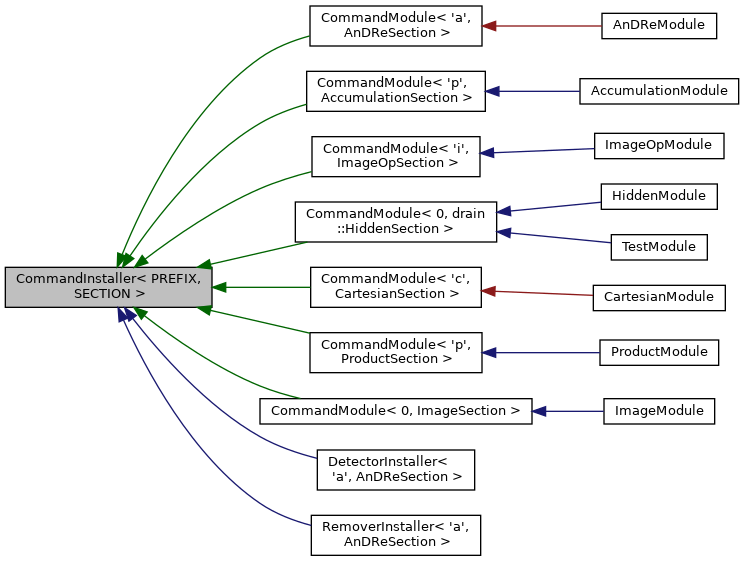 CommandModule< 'a',
AnDReSection >
AnDReModule
CommandModule< 'p',
AccumulationSection >
AccumulationModule
CommandModule< 'i',
ImageOpSection >
ImageOpModule
CommandModule< 0, drain
::HiddenSection >
HiddenModule
TestModule
CommandInstaller< PREFIX,
SECTION >
CommandModule< 'c',
CartesianSection >
CartesianModule
CommandModule< 'p',
ProductSection >
ProductModule
CommandModule< 0, ImageSection >
ImageModule
DetectorInstaller<
'a', AnDReSection >
RemoverInstaller< 'a',
AnDReSection >